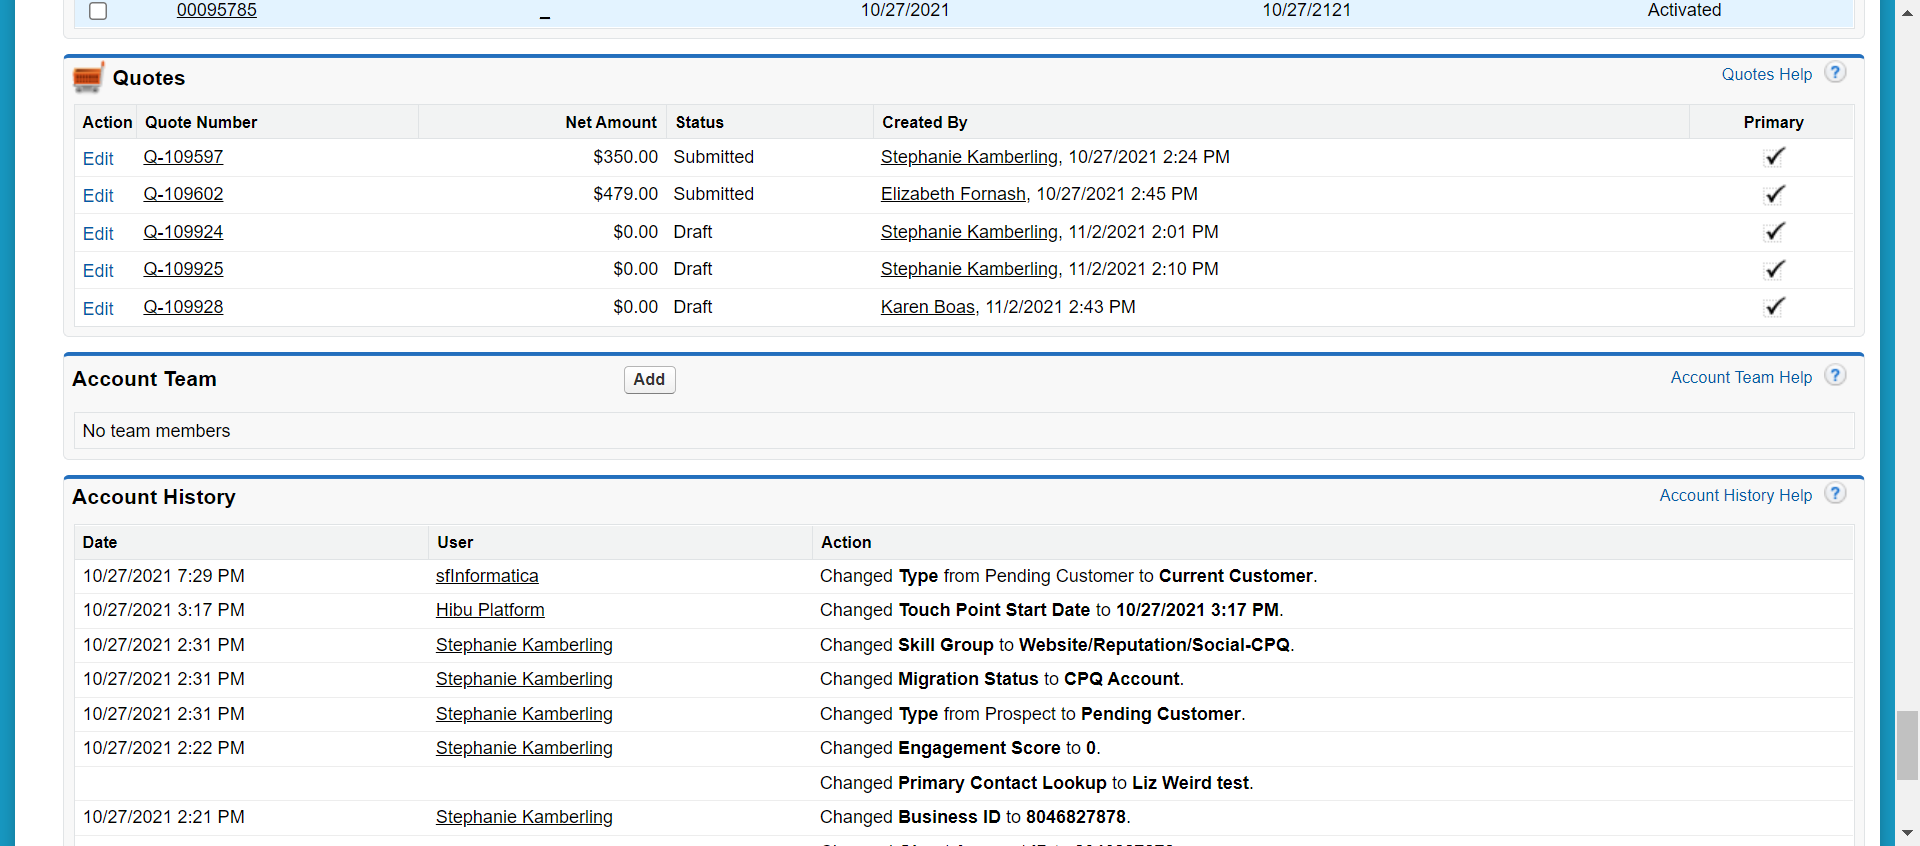 00095785 _ 10/27/2021 10/27/2121 Activated
Quotes Quotes Help ?
Action Quote Number Net Amount Status Created By Primary
Edit Q-109597 $350.00 Submitted Stephanie Kamberling, 10/27/2021 2:24 PM
Edit Q-109602 $479.00 Submitted Elizabeth Fornash, 10/27/2021 2:45 PM
Edit Q-109924 $0.00 Draft Stephanie Kamberling, 11/2/2021 2:01 PM
Edit Q-109925 $0.00 Draft Stephanie Kamberling, 11/2/2021 2:10 PM
Edit Q-109928 $0.00 Draft Karen Boas, 11/2/2021 2:43 PM
Account Team Add Account Team Help ?
No team members
Account History Account History Help ?
Date User Action
10/27/2021 7:29 PM sfInformatica Changed Type from Pending Customer to Current Customer.
10/27/2021 3:17 PM Hibu Platform Changed Touch Point Start Date to 10/27/2021 3:17 PM.
10/27/2021 2:31 PM Stephanie Kamberling Changed Skill Group to Website/Reputation/Social-CPQ.
10/27/2021 2:31 PM Stephanie Kamberling Changed Migration Status to CPQ Account.
10/27/2021 2:31 PM Stephanie Kamberling Changed Type from Prospect to Pending Customer.
10/27/2021 2:22 PM Stephanie Kamberling Changed Engagement Score to 0.
Changed Primary Contact Lookup to Liz Weird test.
10/27/2021 2:21 PM Stephanie Kamberling Changed Business ID to 8046827878.